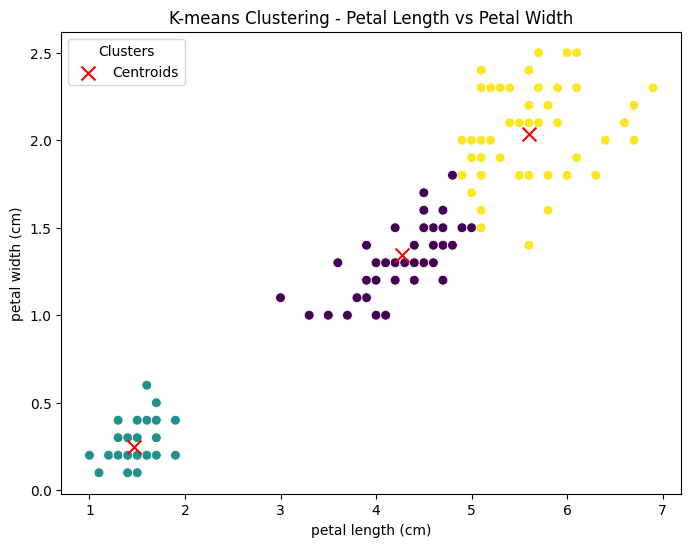 K-means Clustering - Petal Length vs Petal Width
Clusters
Centroids
2.5
2.0
1.5
1.0
0.5
0.0
petal width (cm)
1 2 3 4 5 6 7
petal length (cm)